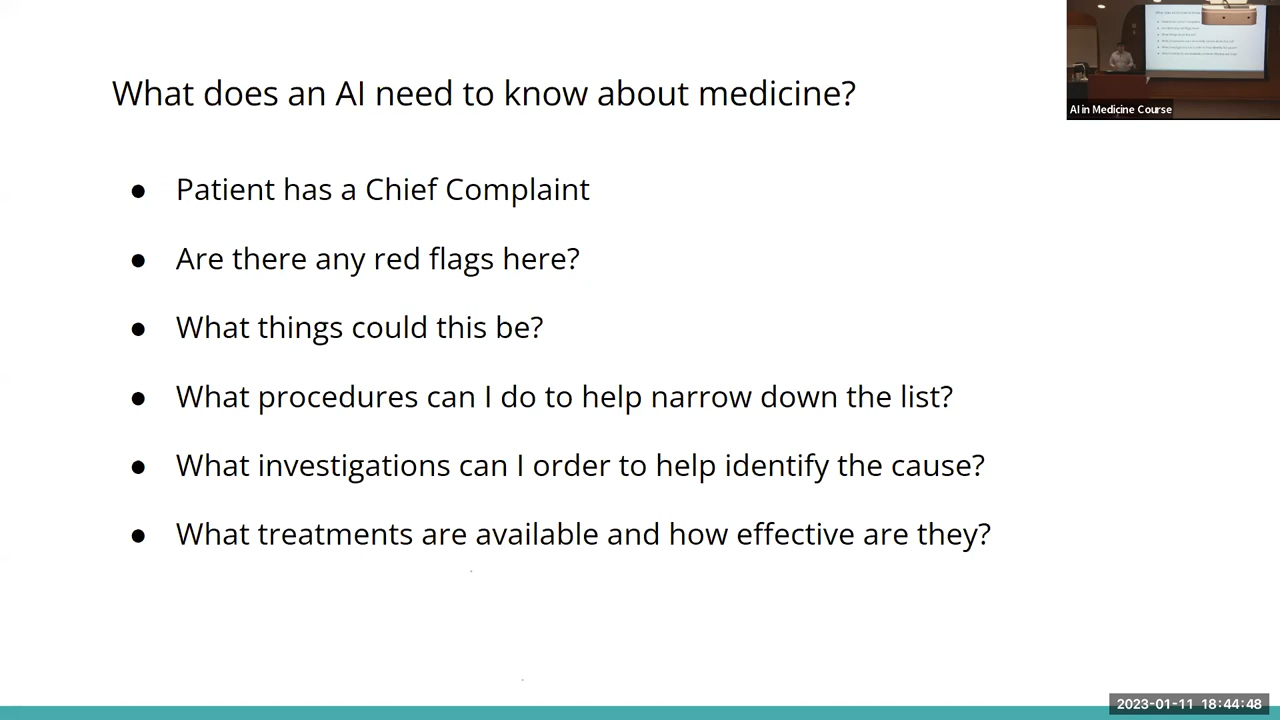 What does an AI need to know about medicine?
AI in Medicine Course
● Patient has a Chief Complaint
● Are there any red flags here?
● What things could this be?
● What procedures can I do to help narrow down the list?
● What investigations can I order to help identify the cause?
● What treatments are available and how effective are they?
2023-01-11 18:44:48